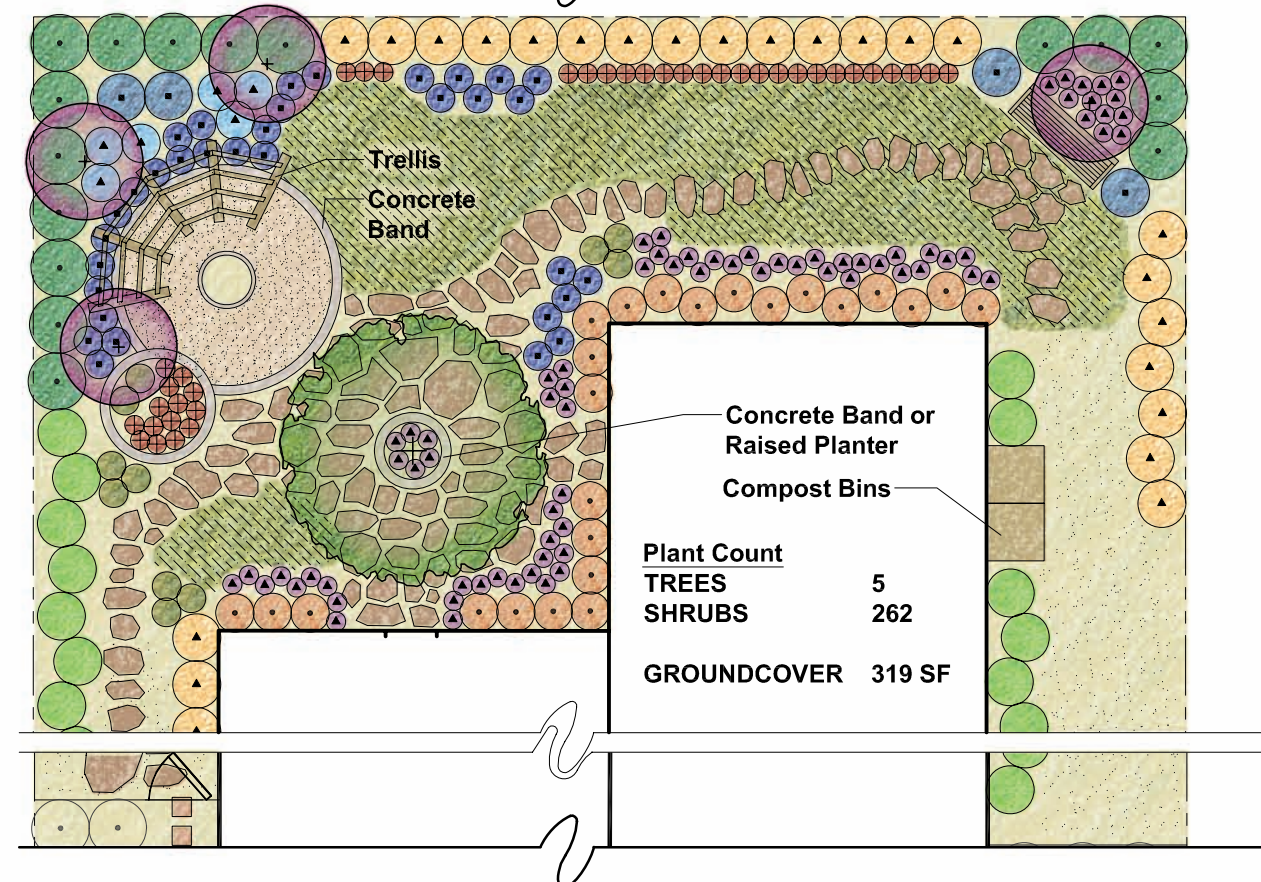 Trellis
Concrete
Band
Concrete Band or
Raised Planter
Compost Bins
Plant Count
TREES 5
SHRUBS 262
GROUNDCOVER 319 SF